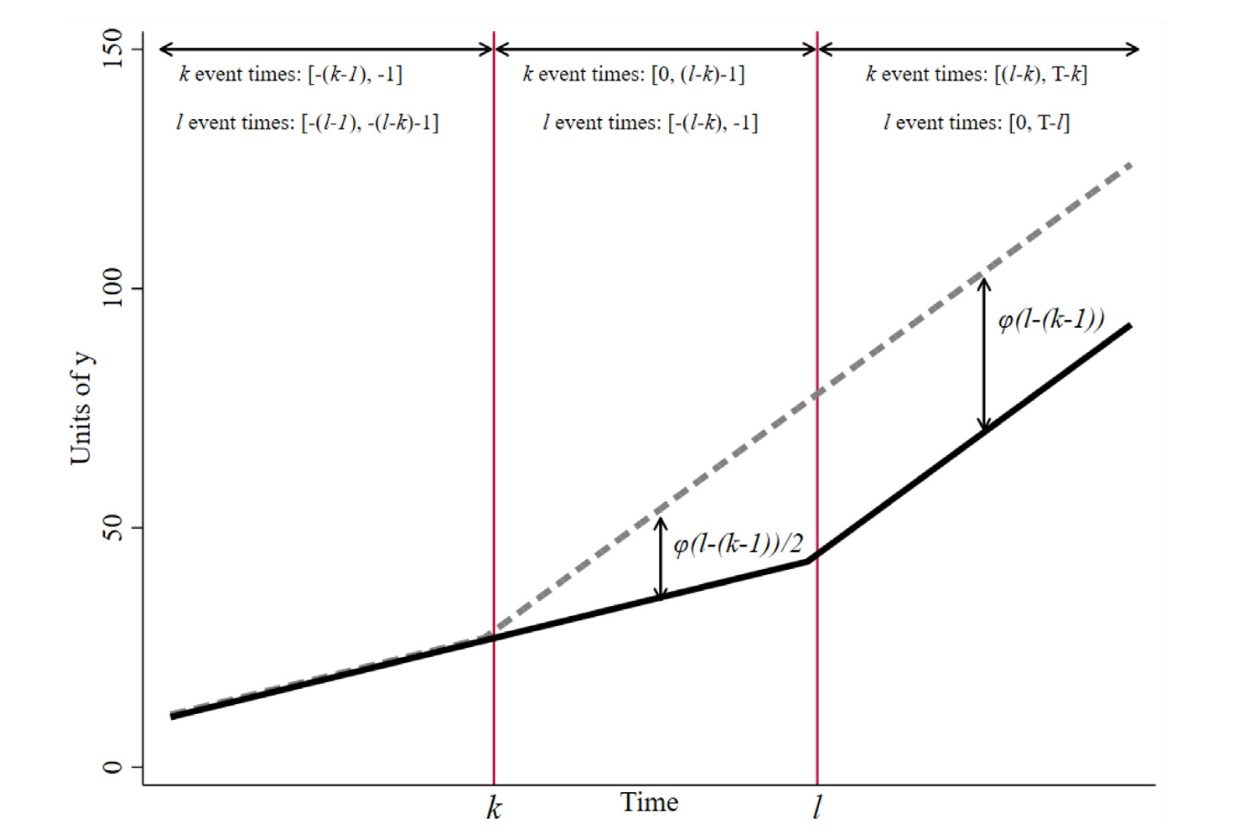 150
k event times: [-(k-1), -1]
k event times: [0, (l-k)-1]
k event times: [(l-k), T-k]
l event times: [-(l-1), -(l-k)-1]
l event times: [-(l-k), -1]
l event times: [0, T-l]
100
φ(l-(k-1))
Units of y
50
φ(l-(k-1))/2
0
k
Time
l